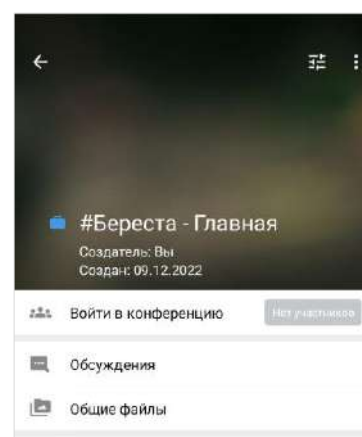 #Береста - Главная
Создатель: Вы
Создан: 09.12.2022
Войти в конференцию Нет участников
Обсуждения
Общие файлы